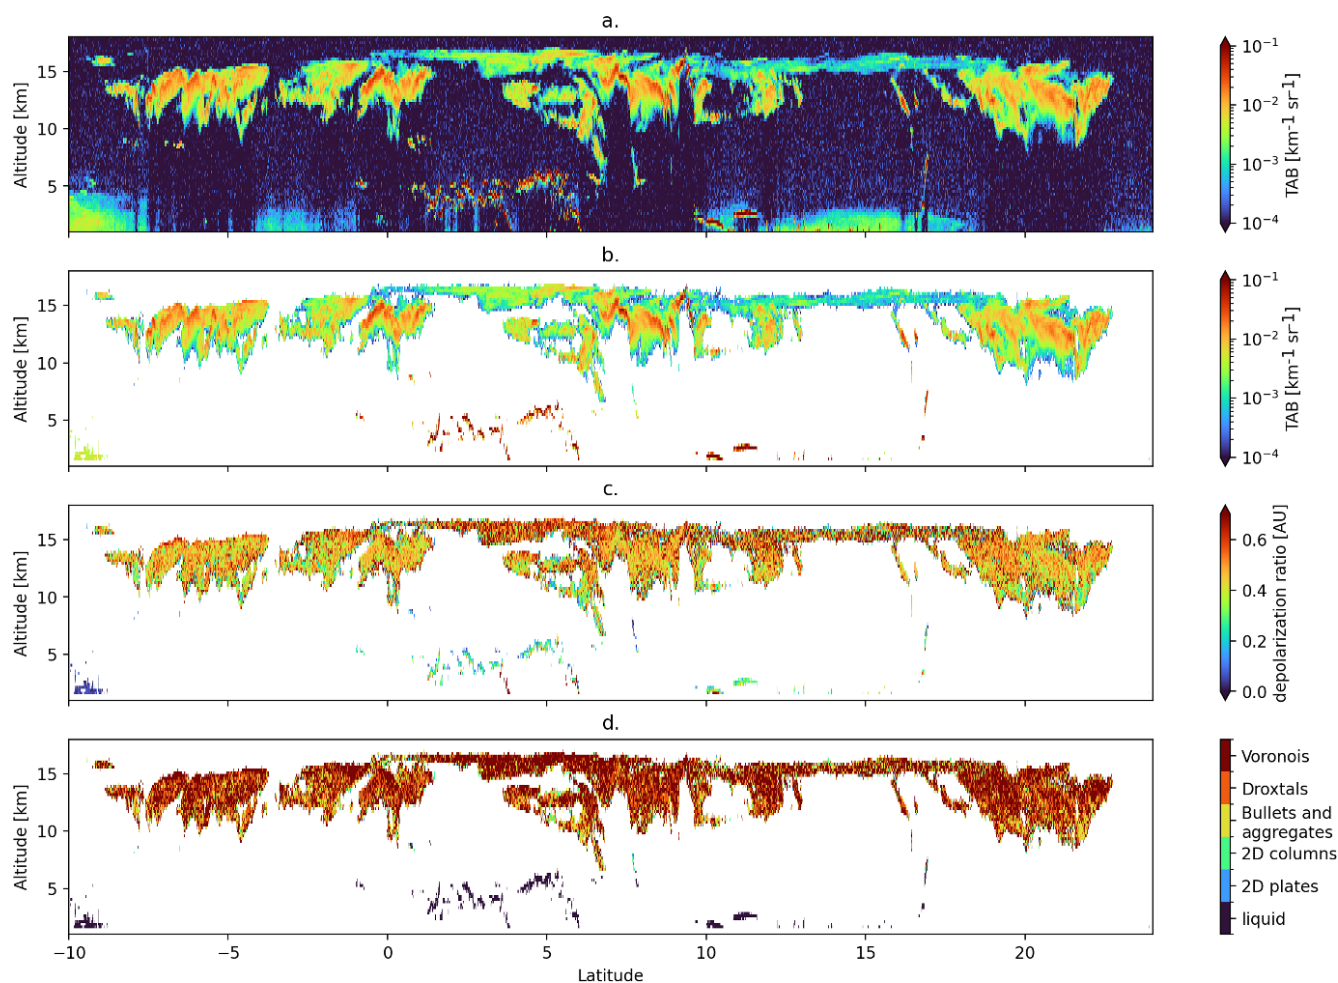 a.
15
10
5
Altitude [km]
10⁻¹
10⁻²
10⁻³
10⁻⁴
TAB [km⁻¹ sr⁻¹]
b.
15
10
5
Altitude [km]
10⁻¹
10⁻²
10⁻³
10⁻⁴
TAB [km⁻¹ sr⁻¹]
c.
15
10
5
Altitude [km]
0.6
0.4
0.2
0.0
depolarization ratio [AU]
d.
15
10
5
Altitude [km]
Voronois
Droxtals
Bullets and
aggregates
2D columns
2D plates
liquid
−10 −5 0 5 10 15 20
Latitude